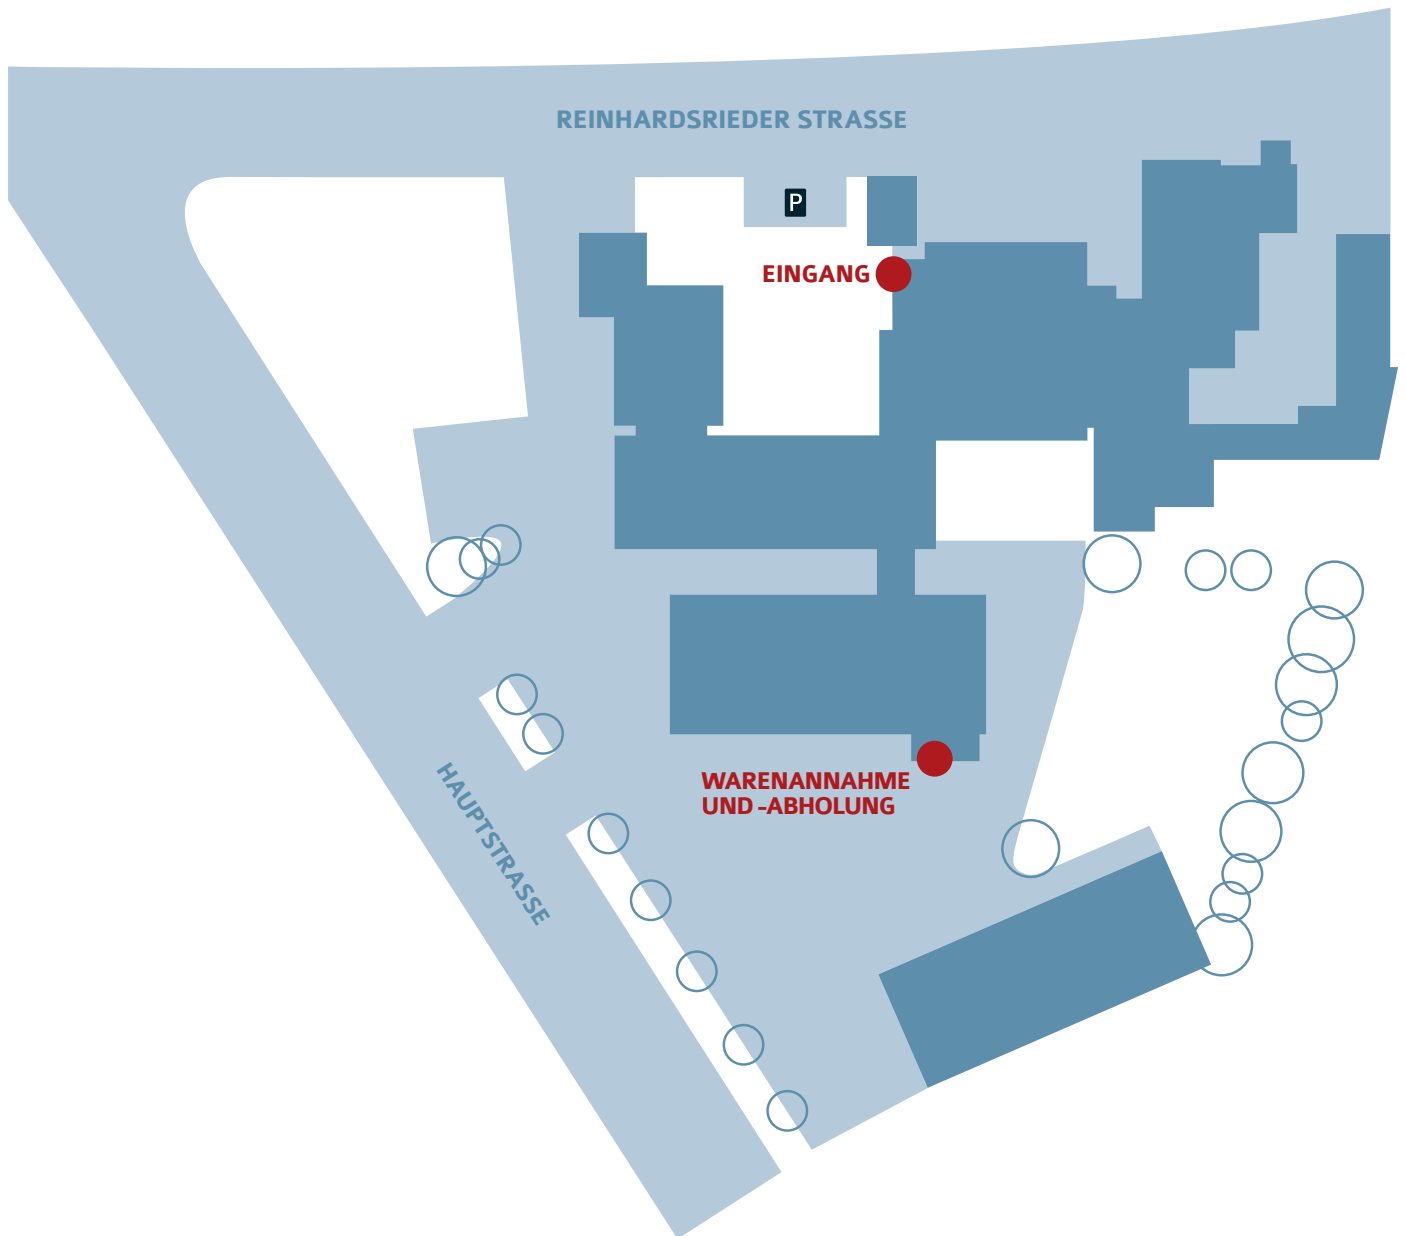 REINHARDSRIEDER STRASSE
P
EINGANG
HAUPTSTRASSE
WARENANNAHME
UND -ABHOLUNG